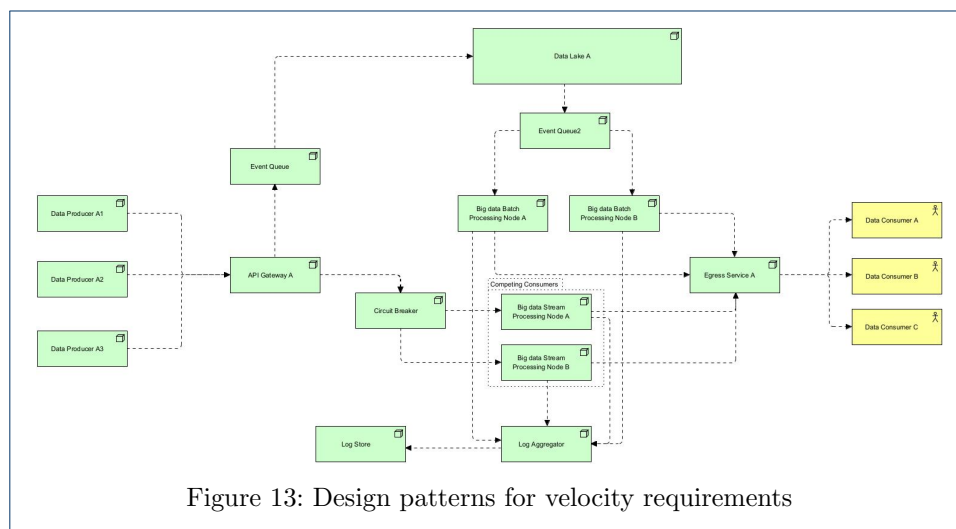 Data Lake A
Event Queue2
Event Queue
Big data Batch
Processing Node A
Big data Batch
Processing Node B
Data Producer A1
Data Producer A2
Data Producer A3
API Gateway A
Circuit Breaker
Competing Consumers
Big data Stream
Processing Node A
Big data Stream
Processing Node B
Egress Service A
Data Consumer A
Data Consumer B
Data Consumer C
Log Store
Log Aggregator
Figure 13: Design patterns for velocity requirements